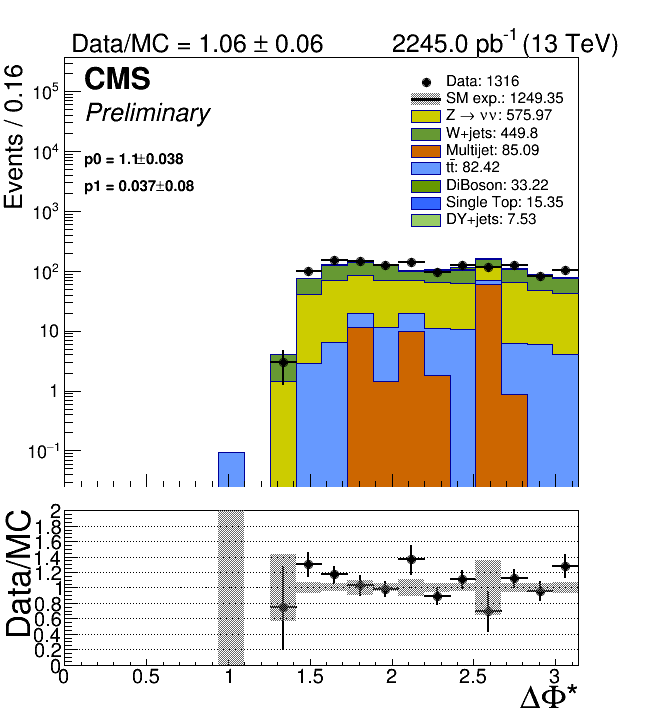 Data/MC = 1.06 ± 0.06 2245.0 pb⁻¹ (13 TeV)
CMS
Preliminary
p0 = 1.1±0.038
p1 = 0.037±0.08
Data: 1316
SM exp.: 1249.35
Z → νν: 575.97
W+jets: 449.8
Multijet: 85.09
tt̄: 82.42
DiBoson: 33.22
Single Top: 15.35
DY+jets: 7.53
Events / 0.16
10⁵
10⁴
10³
10²
10
1
10⁻¹
Data/MC
2
1.8
1.6
1.4
1.2
1
0.8
0.6
0.4
0.2
0
0 0.5 1 1.5 2 2.5 3
ΔΦ*